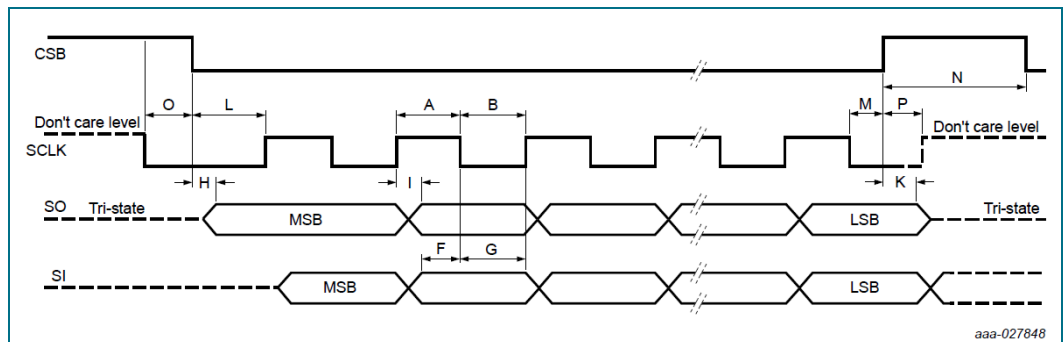 CSB
N
O L A B M P
Don't care level Don't care level
SCLK
H I K
SO Tri-state MSB LSB Tri-state
F G
SI MSB LSB
aaa-027848